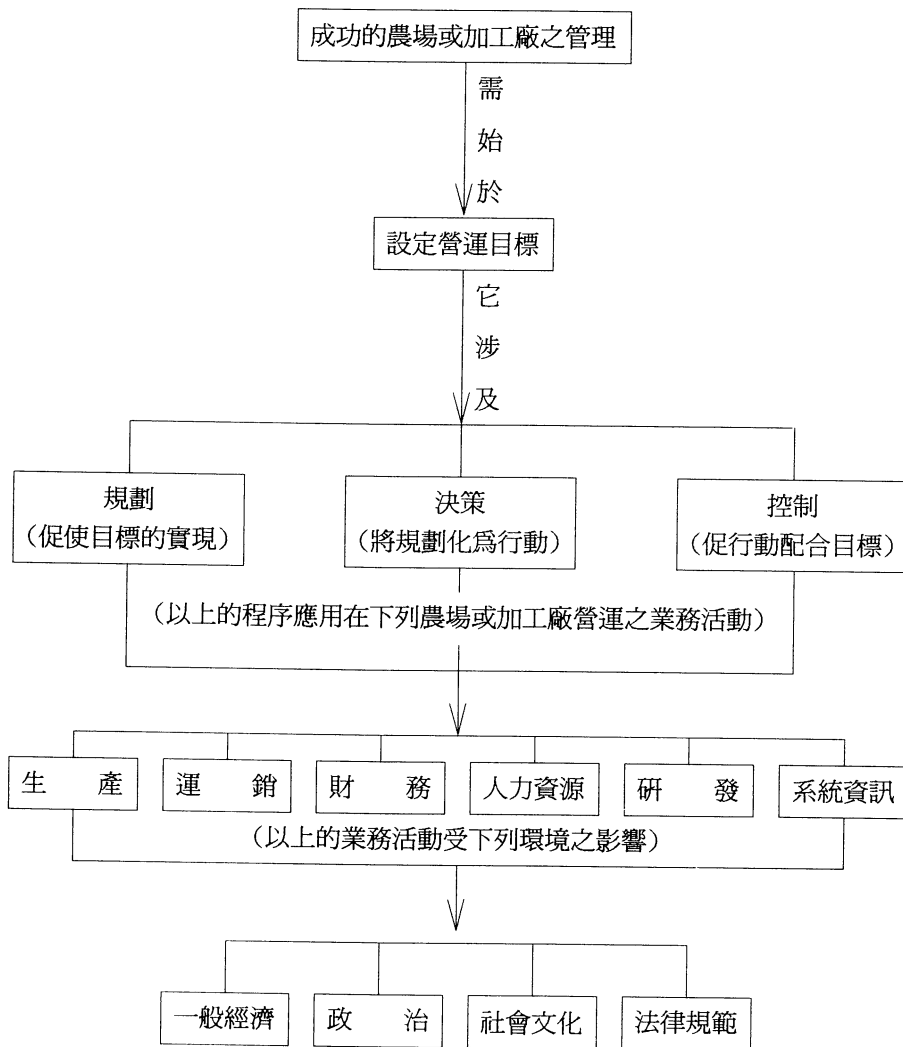 成功的農場或加工廠之管理
需始於
設定營運目標
它涉及
規劃
(促使目標的實現)
決策
(將規劃化爲行動)
控制
(促行動配合目標)
(以上的程序應用在下列農場或加工廠營運之業務活動)
生產 運銷 財務 人力資源 研發 系統資訊
(以上的業務活動受下列環境之影響)
一般經濟 政治 社會文化 法律規範